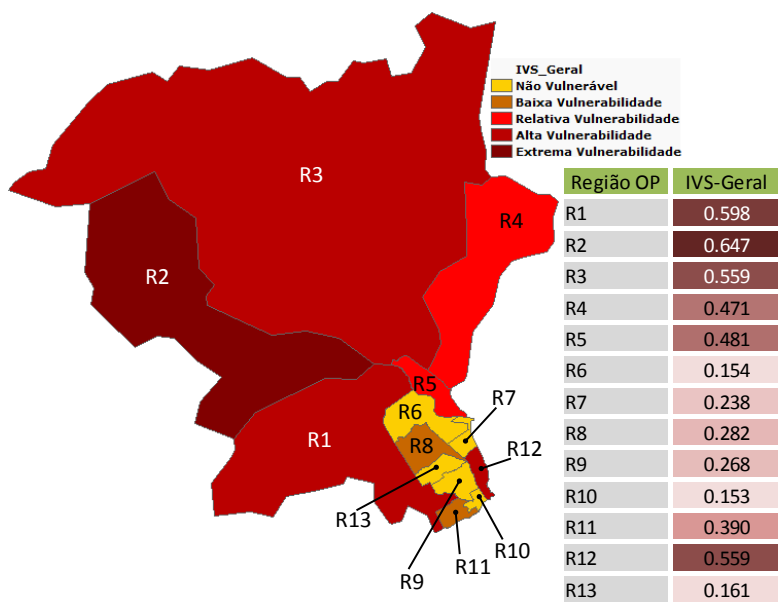 IVS_Geral
Não Vulnerável
Baixa Vulnerabilidade
Relativa Vulnerabilidade
Alta Vulnerabilidade
Extrema Vulnerabilidade
R3
R4
R2
R5
R6
R7
R8
R1
R12
R13
R10
R11
R9
Região OP IVS-Geral
R1 0.598
R2 0.647
R3 0.559
R4 0.471
R5 0.481
R6 0.154
R7 0.238
R8 0.282
R9 0.268
R10 0.153
R11 0.390
R12 0.559
R13 0.161